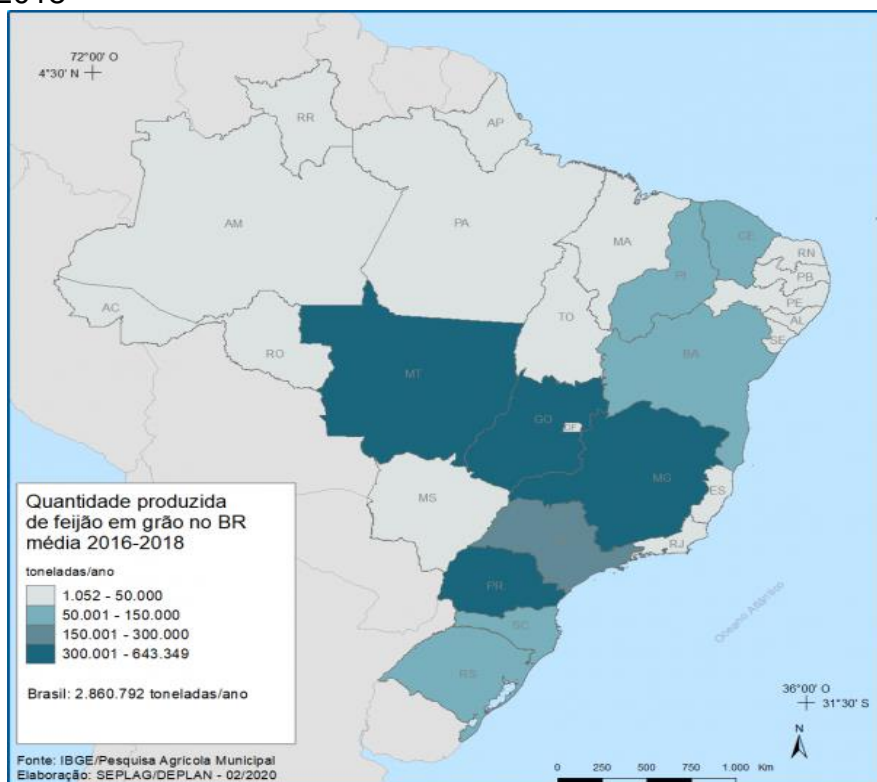 72°00' O
4°30' N
RR
AP
AM
PA
MA
CE
RN
PB
PI
PE
AL
SE
AC
TO
RO
BA
MT
GO
DF
MG
MS
ES
RJ
PR
SC
RS
Oceano Atlântico
Quantidade produzida
de feijão em grão no BR
média 2016-2018
toneladas/ano
1.052 - 50.000
50.001 - 150.000
150.001 - 300.000
300.001 - 643.349
Brasil: 2.860.792 toneladas/ano
36°00' O
31°30' S
N
0 250 500 750 1.000 Km
Fonte: IBGE/Pesquisa Agrícola Municipal
Elaboração: SEPLAG/DEPLAN - 02/2020